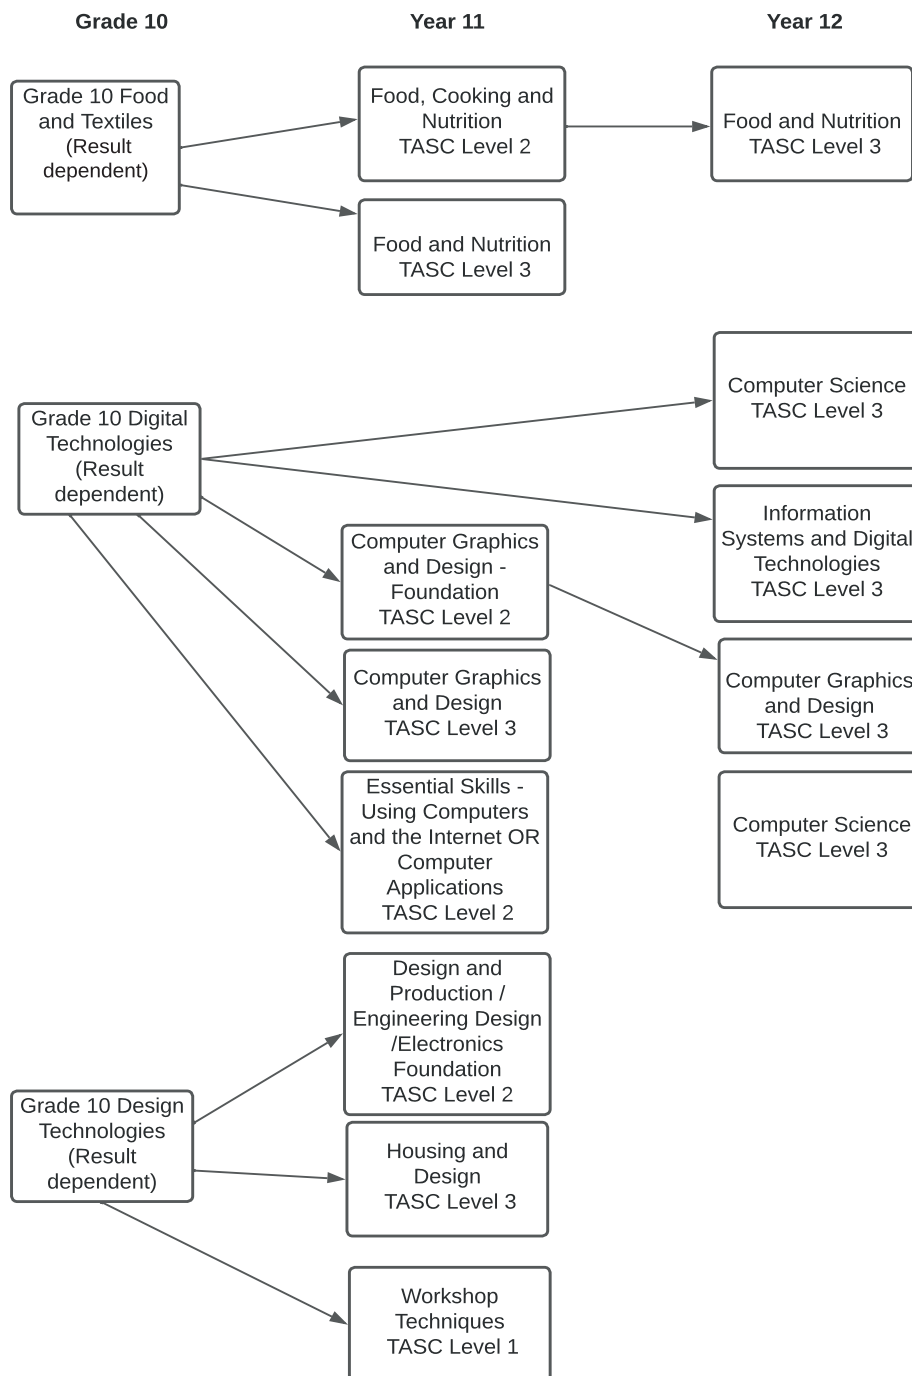 Grade 10
Year 11
Year 12
Grade 10 Food
and Textiles
(Result
dependent)
Food, Cooking and
Nutrition
TASC Level 2
Food and Nutrition
TASC Level 3
Food and Nutrition
TASC Level 3
Computer Science
TASC Level 3
Grade 10 Digital
Technologies
(Result
dependent)
Information
Systems and Digital
Technologies
TASC Level 3
Computer Graphics
and Design -
Foundation
TASC Level 2
Computer Graphics
and Design
TASC Level 3
Computer Graphics
and Design
TASC Level 3
Essential Skills -
Using Computers
and the Internet OR
Computer
Applications
TASC Level 2
Computer Science
TASC Level 3
Design and
Production /
Engineering Design
/Electronics
Foundation
TASC Level 2
Grade 10 Design
Technologies
(Result
dependent)
Housing and
Design
TASC Level 3
Workshop
Techniques
TASC Level 1